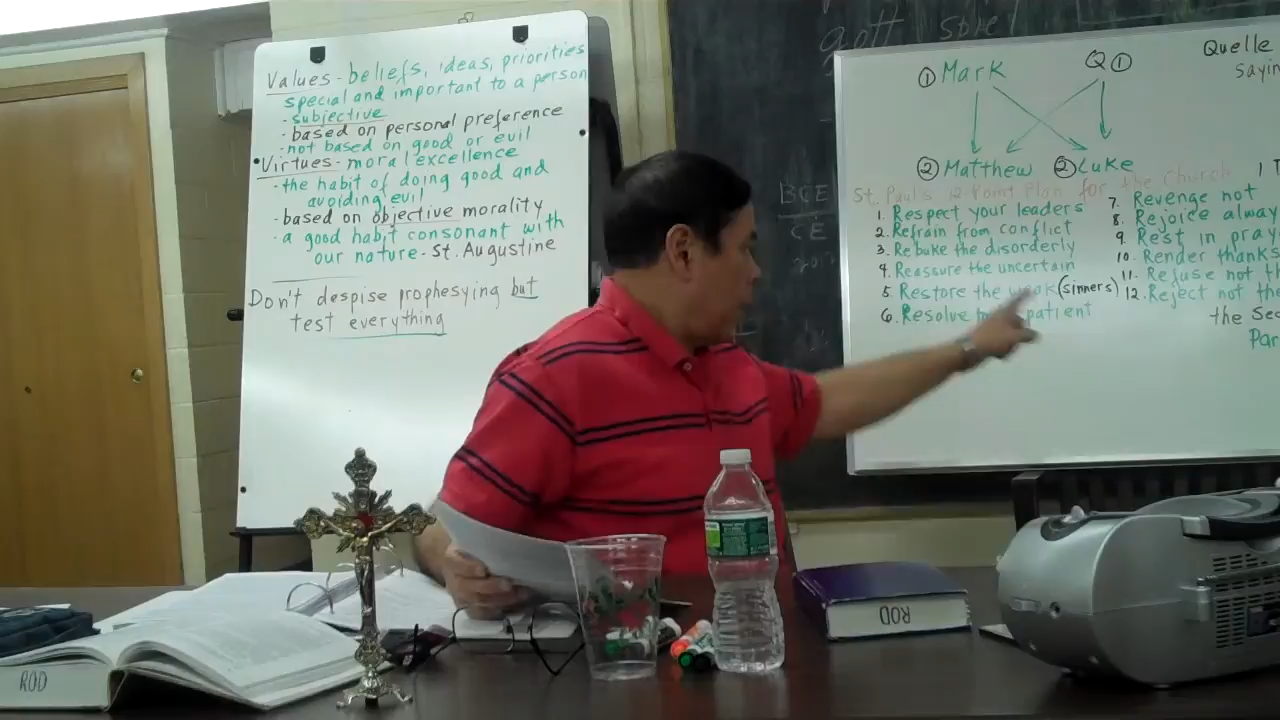 Values - beliefs, ideas, priorities
special and important to a person
- subjective
- based on personal preference
- not based on good or evil
• Virtues - moral excellence
- the habit of doing good and
avoiding evil
- based on objective morality
- a good habit consonant with
our nature - St. Augustine
Don't despise prophesying but
test everything
BCE
CE
① Mark
Q ①
Quelle
② Matthew
② Luke
St. Paul's 12 Point Plan for the Church
1. Respect your leaders
2. Refrain from conflict
3. Rebuke the disorderly
4. Reassure the uncertain
5. Restore the weak (sinners)
6. Resolve patient
7. Revenge not
8. Rejoice
9. Rest in
10. Render
11. Refuse not
12. Reject not
the
ROD
ROD